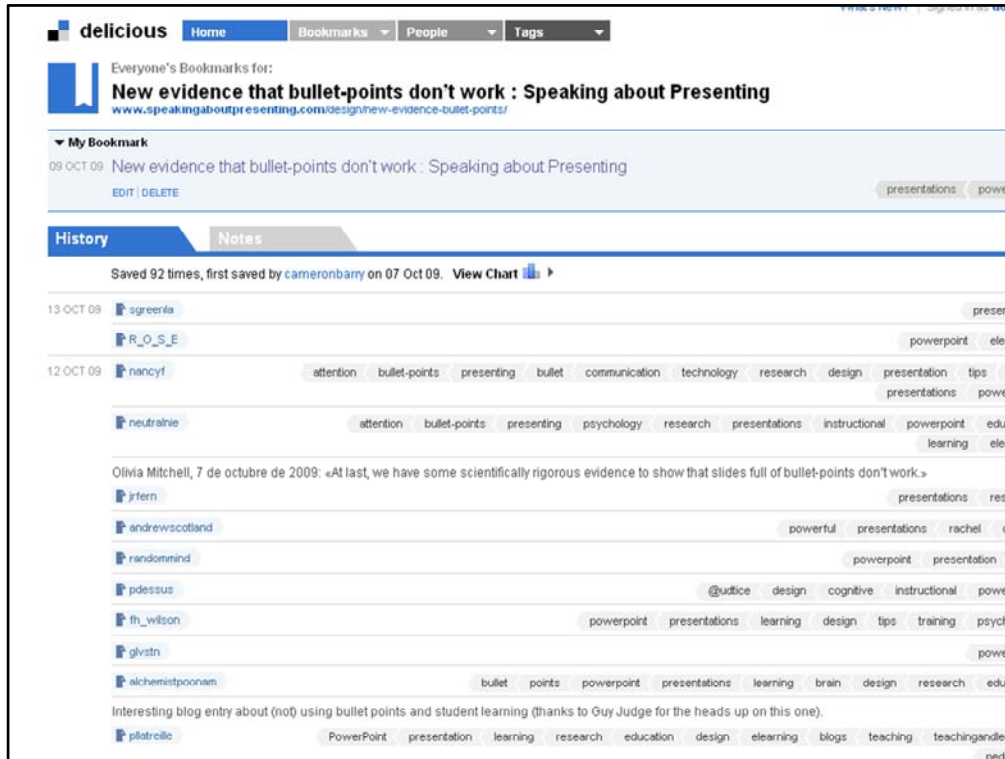 What's New? Signed in as
delicious Home Bookmarks People Tags
Everyone's Bookmarks for:
New evidence that bullet-points don't work : Speaking about Presenting
www.speakingaboutpresenting.com/design/new-evidence-bullet-points/
My Bookmark
09 OCT 09 New evidence that bullet-points don't work : Speaking about Presenting
EDIT | DELETE presentations
History Notes
Saved 92 times, first saved by cameronbarry on 07 Oct 09. View Chart
13 OCT 09 sgreenla
R_O_S_E powerpoint
12 OCT 09 nancyf attention bullet-points presenting bullet communication technology research design presentation tips
presentations
neutralnie attention bullet-points presenting psychology research presentations instructional powerpoint
learning
Olivia Mitchell, 7 de octubre de 2009: «At last, we have some scientifically rigorous evidence to show that slides full of bullet-points don't work.»
jrfern presentations
andrewscotland powerful presentations rachel
randommind powerpoint presentation
pdessus @udtice design cognitive instructional
fh_wilson powerpoint presentations learning design tips training
glvstn
alchemistpoonam bullet points powerpoint presentations learning brain design research
Interesting blog entry about (not) using bullet points and student learning (thanks to Guy Judge for the heads up on this one).
pllatreille PowerPoint presentation learning research education design elearning blogs teaching